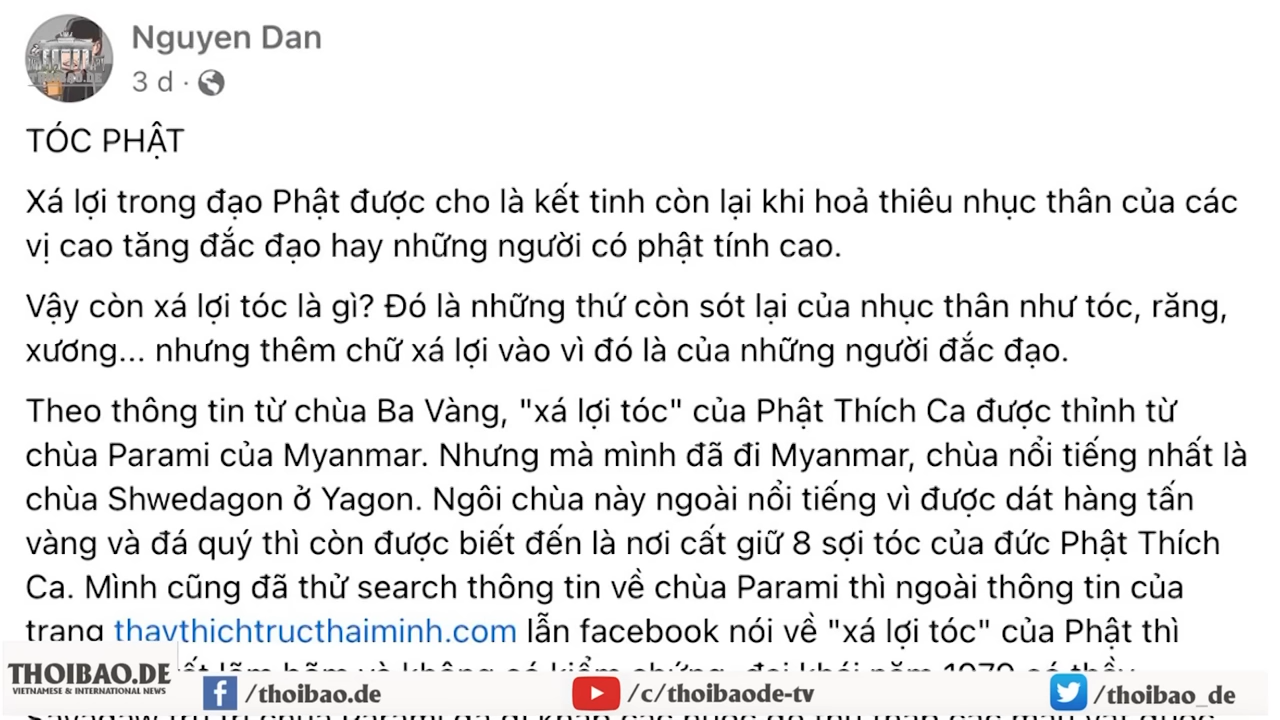 Nguyen Dan
3 d ·
TÓC PHẬT
Xá lợi trong đạo Phật được cho là kết tinh còn lại khi hoả thiêu nhục thân của các
vị cao tăng đắc đạo hay những người có phật tính cao.
Vậy còn xá lợi tóc là gì? Đó là những thứ còn sót lại của nhục thân như tóc, răng,
xương... nhưng thêm chữ xá lợi vào vì đó là của những người đắc đạo.
Theo thông tin từ chùa Ba Vàng, "xá lợi tóc" của Phật Thích Ca được thỉnh từ
chùa Parami của Myanmar. Nhưng mà mình đã đi Myanmar, chùa nổi tiếng nhất là
chùa Shwedagon ở Yagon. Ngôi chùa này ngoài nổi tiếng vì được dát hàng tấn
vàng và đá quý thì còn được biết đến là nơi cất giữ 8 sợi tóc của đức Phật Thích
Ca. Mình cũng đã thử search thông tin về chùa Parami thì ngoài thông tin của
trang thaythichtructhaiminh.com lẫn facebook nói về "xá lợi tóc" của Phật thì
THOIBAO.DE
VIETNAMESE & INTERNATIONAL NEWS
/thoibao.de
/c/thoibaode-tv
/thoibao_de